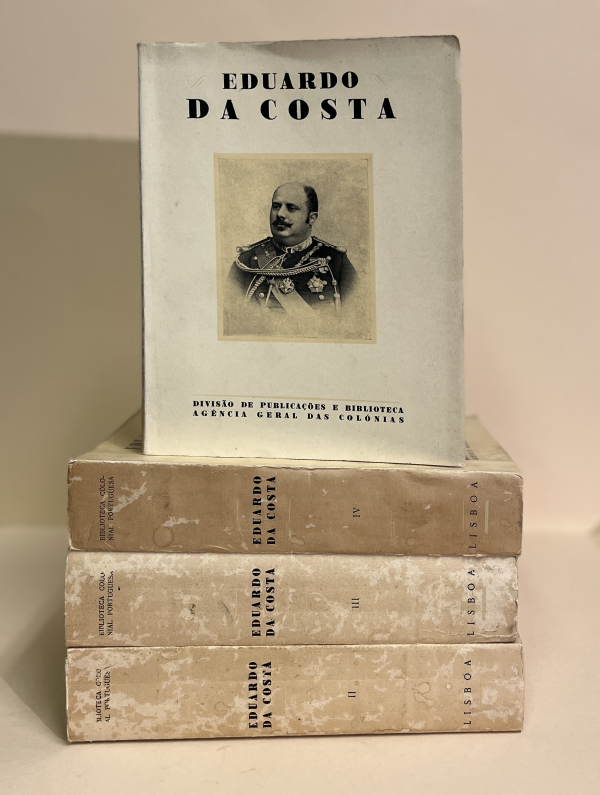 EDUARDO
DA COSTA
DIVISÃO DE PUBLICAÇÕES E BIBLIOTECA
AGÊNCIA GERAL DAS COLÓNIAS
BIBLIOTECA COLO-
NIAL PORTUGUESA
EDUARDO
DA COSTA
IV
LISBOA
BIBLIOTECA COLO
NIAL PORTUGUESA
EDUARDO
DA COSTA
III
LISBOA
EDUARDO
DA COSTA
II
LISBOA